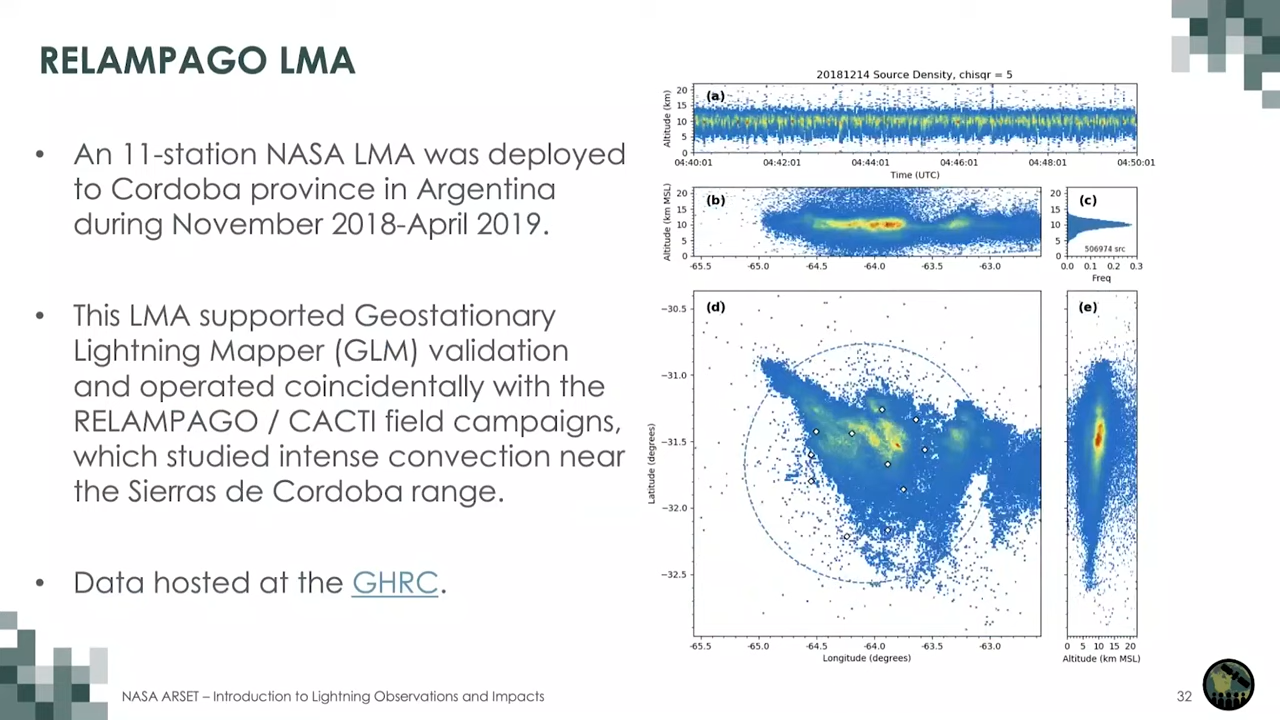 RELAMPAGO LMA
• An 11-station NASA LMA was deployed
to Cordoba province in Argentina
during November 2018-April 2019.
• This LMA supported Geostationary
Lightning Mapper (GLM) validation
and operated coincidentally with the
RELAMPAGO / CACTI field campaigns,
which studied intense convection near
the Sierras de Cordoba range.
• Data hosted at the GHRC.
20181214 Source Density, chisqr = 5
(a)
Altitude (km)
20
15
10
5
0
04:40:01 04:42:01 04:44:01 04:46:01 04:48:01 04:50:01
Time (UTC)
(b)
Altitude (km MSL)
20
15
10
5
0
-65.5 -65.0 -64.5 -64.0 -63.5 -63.0
(c)
20
15
10
5
0
506974 src
0.0 0.1 0.2 0.3
Freq
(d)
Latitude (degrees)
−30.5
−31.0
−31.5
−32.0
−32.5
-65.5 -65.0 -64.5 -64.0 -63.5 -63.0
Longitude (degrees)
(e)
0 5 10 15 20
Altitude (km MSL)
NASA ARSET – Introduction to Lightning Observations and Impacts
32